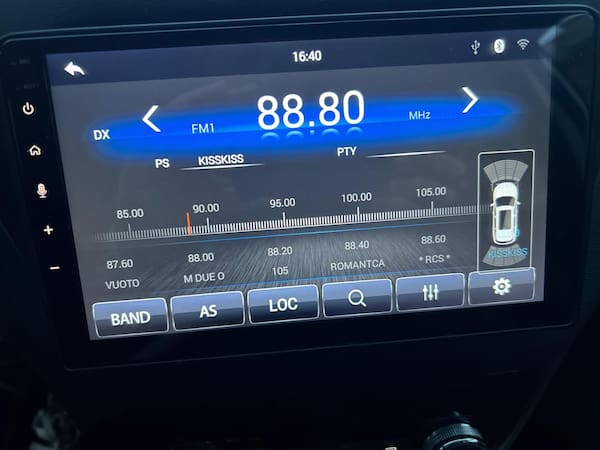 16:40
88.80
DX
FM1
MHz
PS KISSKISS PTY
85.00 90.00 95.00 100.00 105.00
87.60 88.00 88.20 88.40 88.60
VUOTO M DUE O 105 ROMANTCA * RCS *
KISSKISS
BAND AS LOC